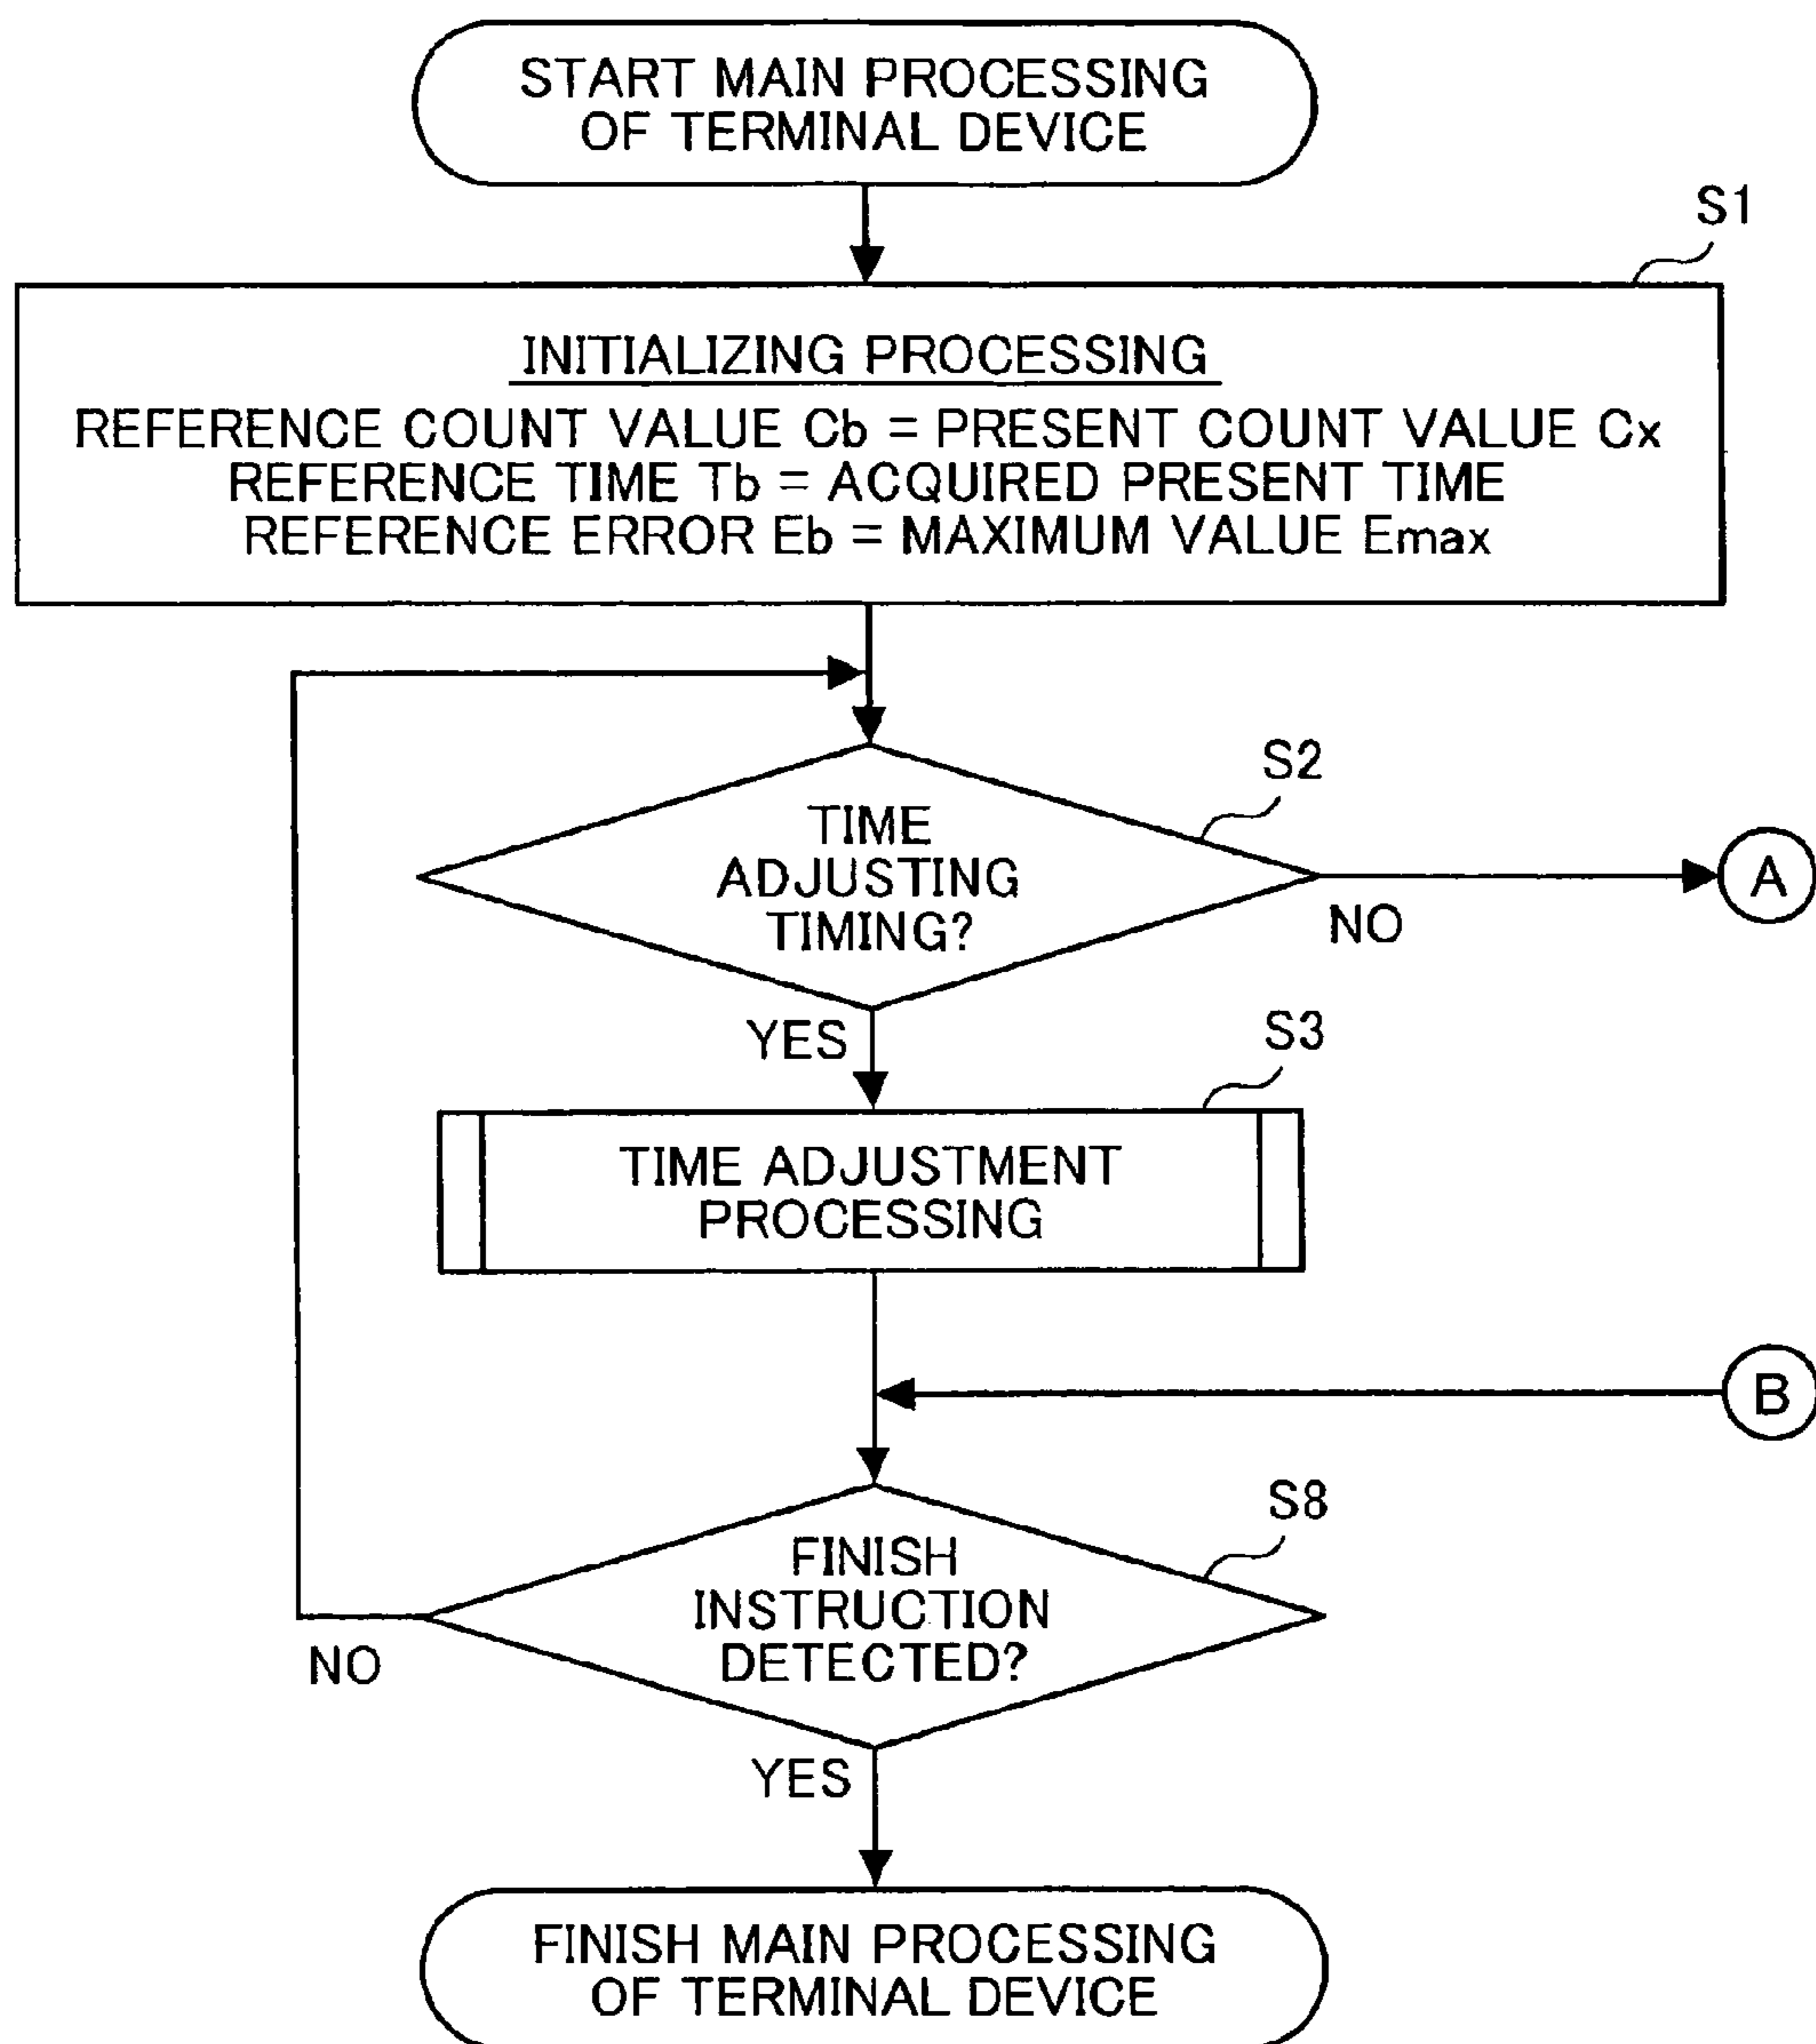 START MAIN PROCESSING
OF TERMINAL DEVICE
S1
INITIALIZING PROCESSING
REFERENCE COUNT VALUE Cb = PRESENT COUNT VALUE Cx
REFERENCE TIME Tb = ACQUIRED PRESENT TIME
REFERENCE ERROR Eb = MAXIMUM VALUE Emax
S2
TIME
ADJUSTING
TIMING?
A
NO
YES
S3
TIME ADJUSTMENT
PROCESSING
B
S8
FINISH
INSTRUCTION
DETECTED?
NO
YES
FINISH MAIN PROCESSING
OF TERMINAL DEVICE